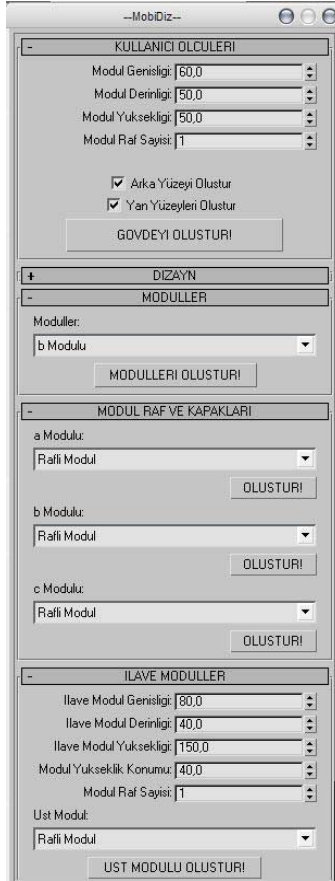 --MobiDiz--
- KULLANICI OLCULERI
Modul Genisligi: 60,0
Modul Derinligi: 50,0
Modul Yuksekligi: 50,0
Modul Raf Sayisi: 1
Arka Yüzeyi Olustur
Yan Yüzeyleri Olustur
GOVDEYI OLUSTUR!
+ DIZAYN
- MODULLER
Moduller:
b Modulu
MODULLERI OLUSTUR!
- MODUL RAF VE KAPAKLARI
a Modulu:
Rafli Modul
OLUSTUR!
b Modulu:
Rafli Modul
OLUSTUR!
c Modulu:
Rafli Modul
OLUSTUR!
- ILAVE MODULLER
Ilave Modul Genisligi: 80,0
Ilave Modul Derinligi: 40,0
Ilave Modul Yuksekligi: 150,0
Modul Yukseklik Konumu: 40,0
Modul Raf Sayisi: 1
Ust Modul:
Rafli Modul
UST MODULU OLUSTUR!